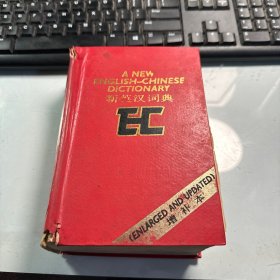 A NEW
ENGLISH-CHINESE
DICTIONARY
新英汉词典
EC
(ENLARGED AND UPDATED)
增补本